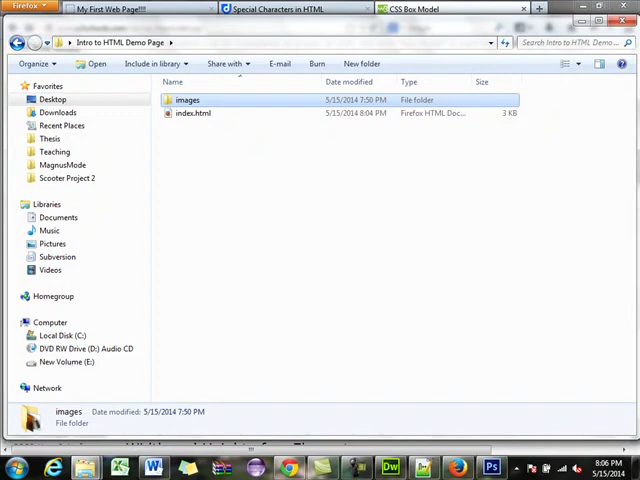 Firefox
My First Web Page!!!
Special Characters in HTML
CSS Box Model
Intro to HTML Demo Page
Search Intro to HTML Demo ...
Organize
Open
Include in library
Share with
E-mail
Burn
New folder
Name
Date modified
Type
Size
Favorites
Desktop
Downloads
Recent Places
Thesis
Teaching
MagnusMode
Scooter Project 2
images
5/15/2014 7:50 PM
File folder
index.html
5/15/2014 8:04 PM
Firefox HTML Doc...
3 KB
Libraries
Documents
Music
Pictures
Subversion
Videos
Homegroup
Computer
Local Disk (C:)
DVD RW Drive (D:) Audio CD
New Volume (E:)
Network
images
Date modified: 5/15/2014 7:50 PM
File folder
8:06 PM
5/15/2014